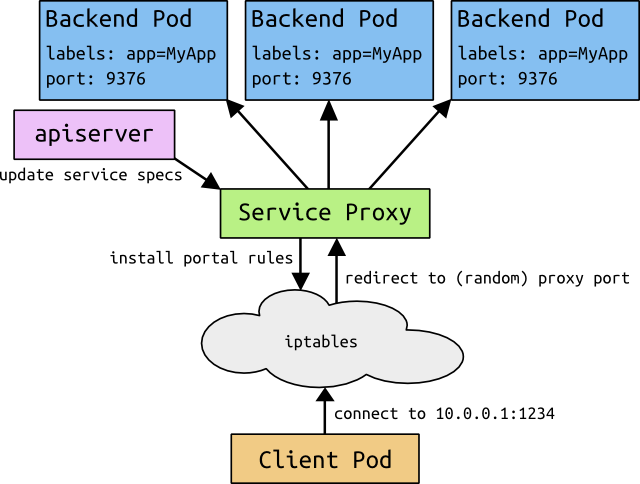 Backend Pod
labels: app=MyApp
port: 9376
Backend Pod
labels: app=MyApp
port: 9376
Backend Pod
labels: app=MyApp
port: 9376
apiserver
update service specs
Service Proxy
install portal rules
redirect to (random) proxy port
iptables
connect to 10.0.0.1:1234
Client Pod